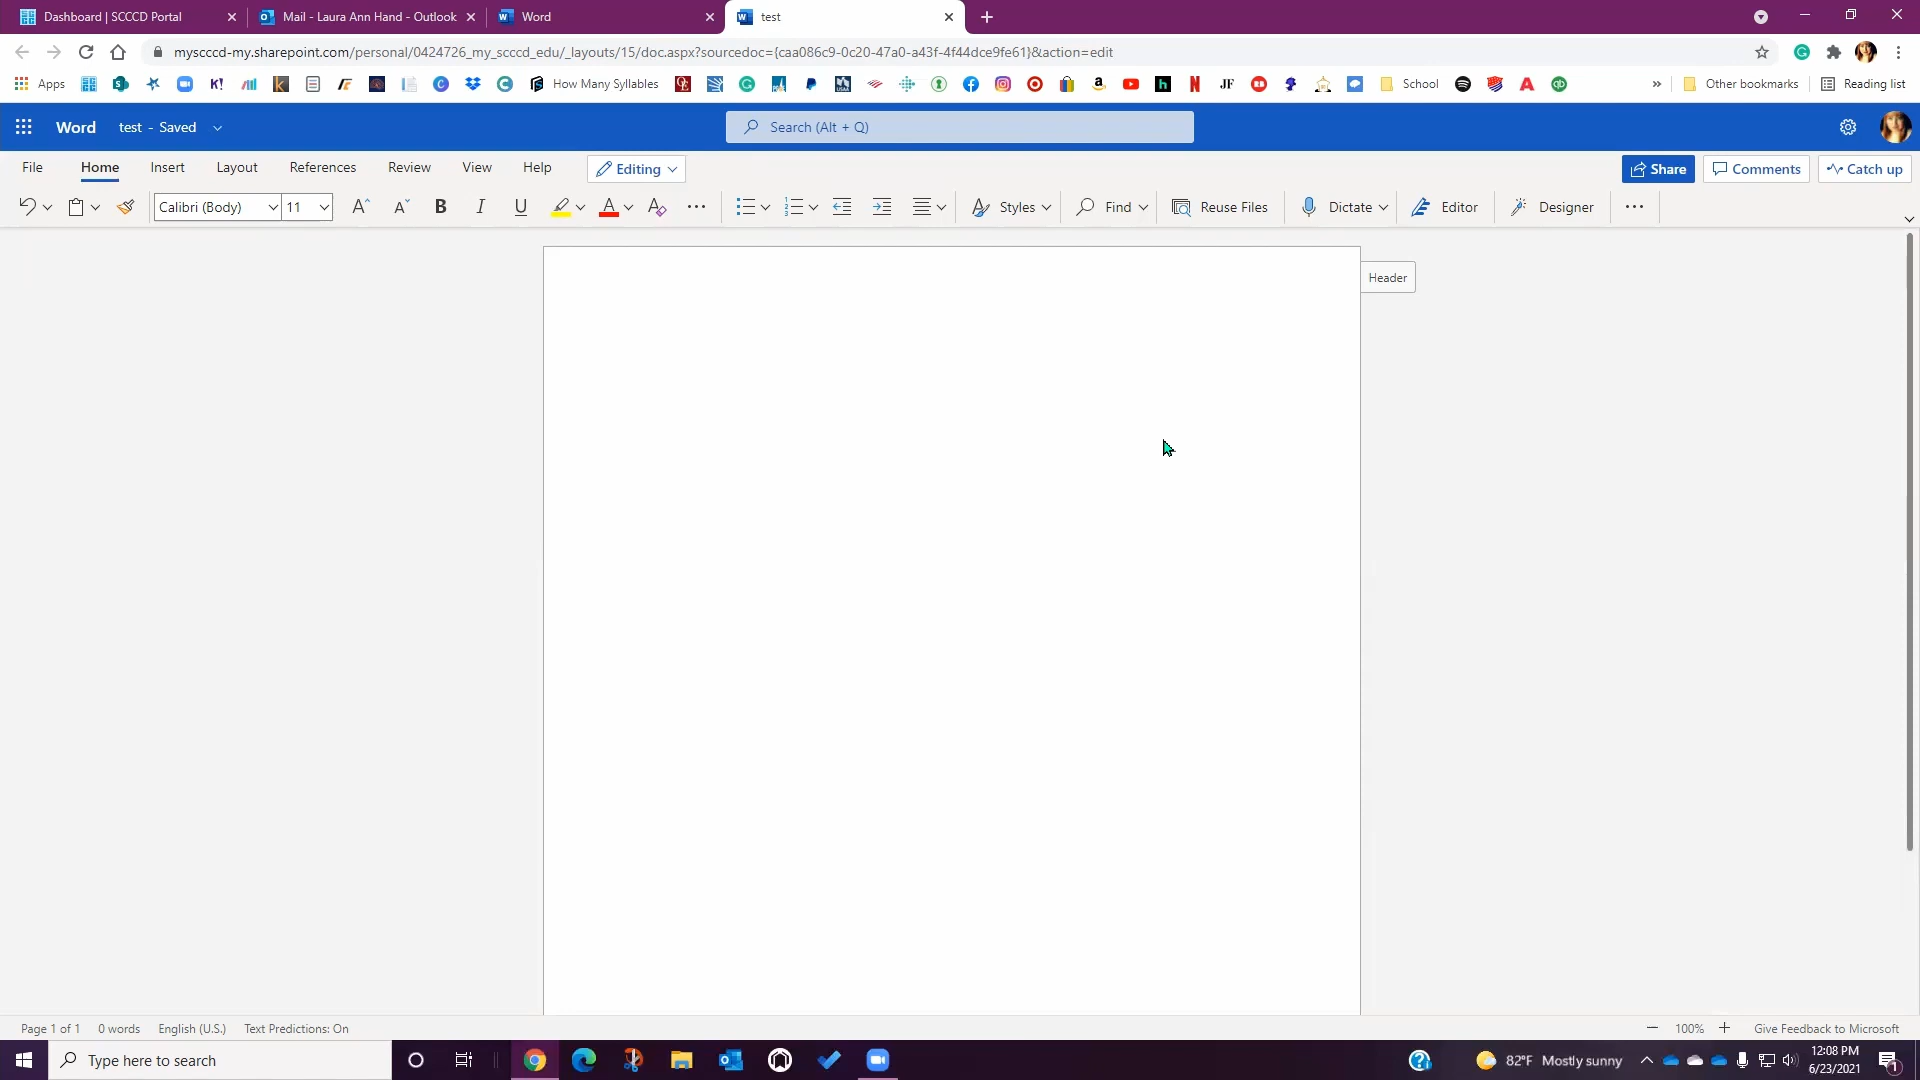 Dashboard | SCCCD Portal
Mail - Laura Ann Hand - Outlook
Word
test
myscccd-my.sharepoint.com/personal/0424726_my_scccd_edu/_layouts/15/doc.aspx?sourcedoc={caa086c9-0c20-47a0-a43f-4f44dce9fe61}&action=edit
Apps
How Many Syllables
School
Other bookmarks
Reading list
Word
test - Saved
Search (Alt + Q)
File
Home
Insert
Layout
References
Review
View
Help
Editing
Share
Comments
Catch up
Calibri (Body)
11
Styles
Find
Reuse Files
Dictate
Editor
Designer
Header
Page 1 of 1
0 words
English (U.S.)
Text Predictions: On
100%
Give Feedback to Microsoft
Type here to search
82°F Mostly sunny
12:08 PM
6/23/2021